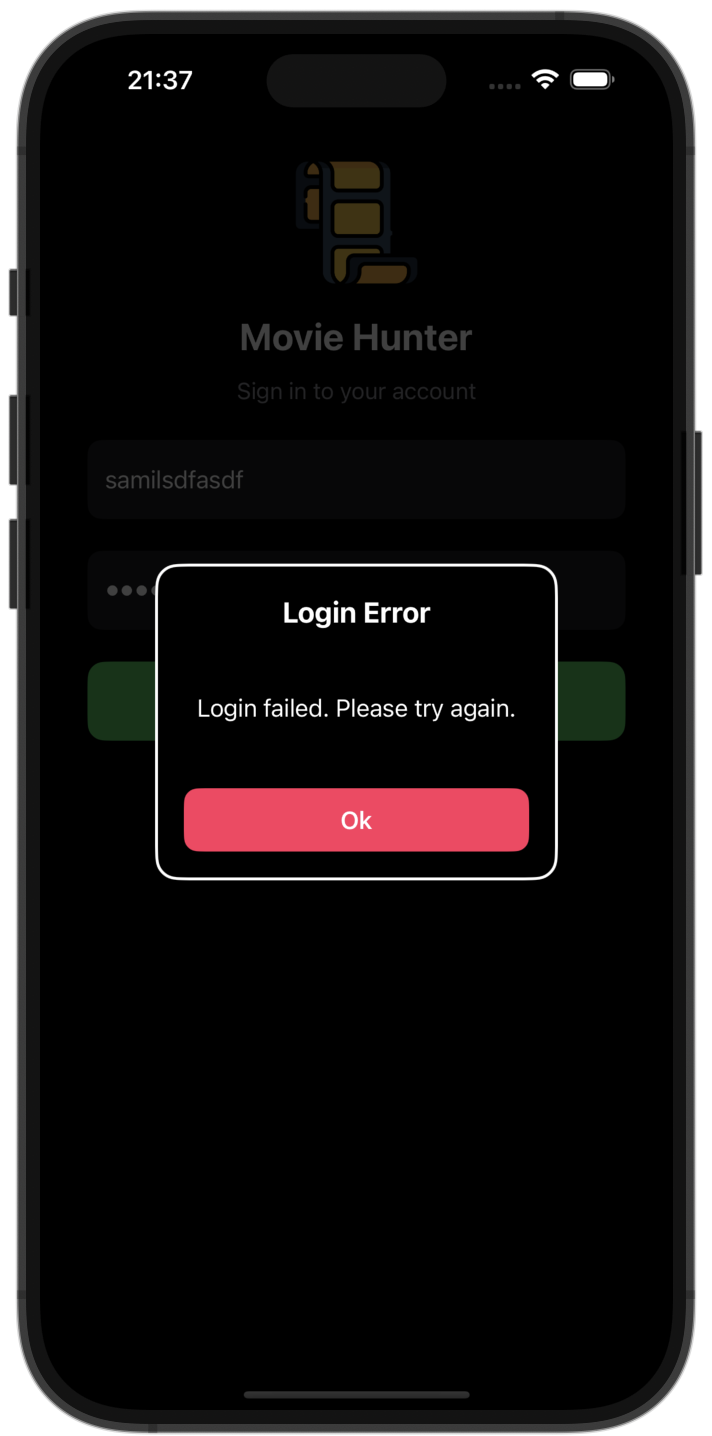 21:37
Movie Hunter
Sign in to your account
samilsdfasdf
Login Error
Login failed. Please try again.
Ok